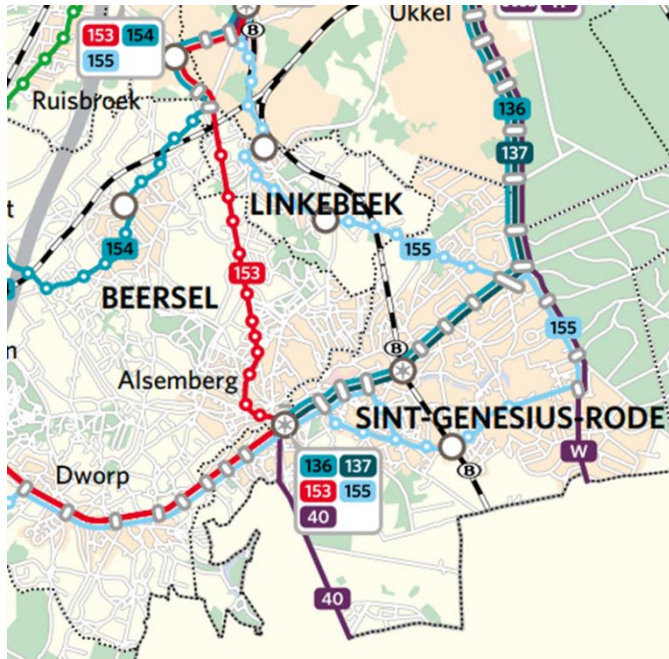 Ukkel
153 154
155
B
Ruisbroek
136
137
LINKEBEEK
154
155
153
BEERSEL
155
B
Alsemberg
SINT-GENESIUS-RODE
W
136 137
153 155
40
B
Dworp
40